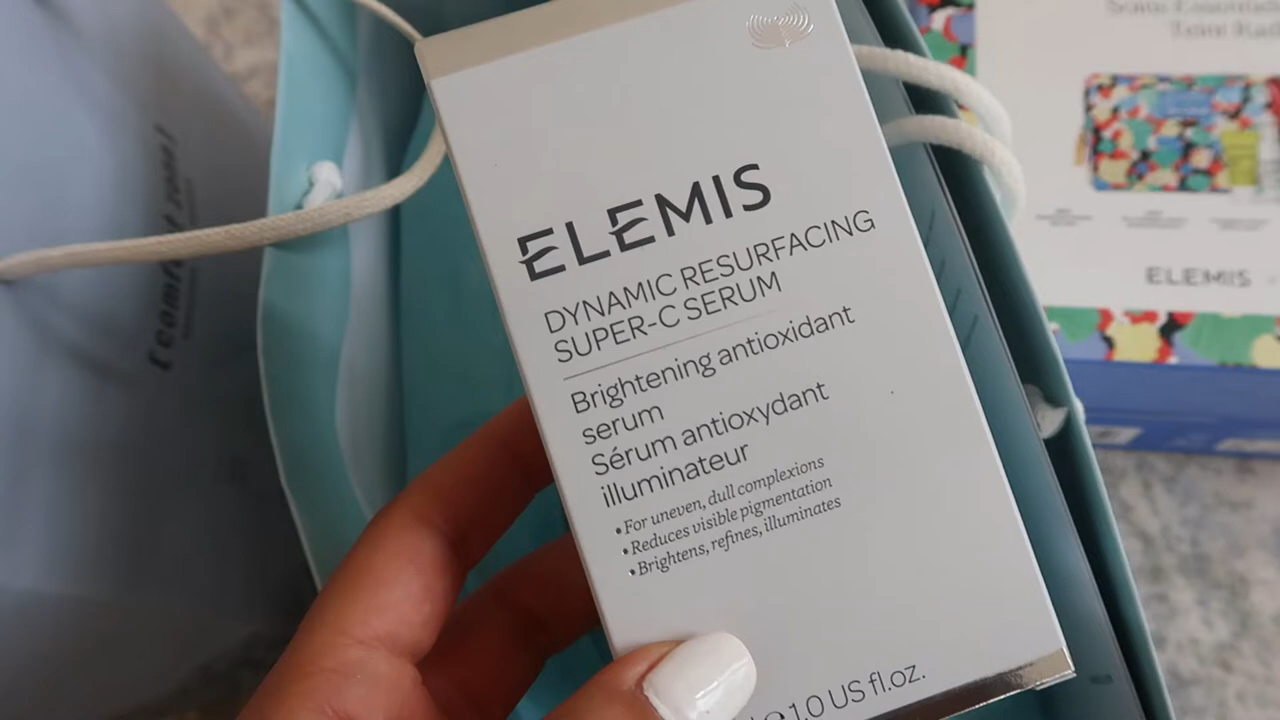 ELEMIS
DYNAMIC RESURFACING
SUPER-C SERUM
Brightening antioxidant
serum
Sérum antioxydant
illuminateur
• For uneven, dull complexions
• Reduces visible pigmentation
• Brightens, refines, illuminates
1.0 US fl.oz.
ELEMIS